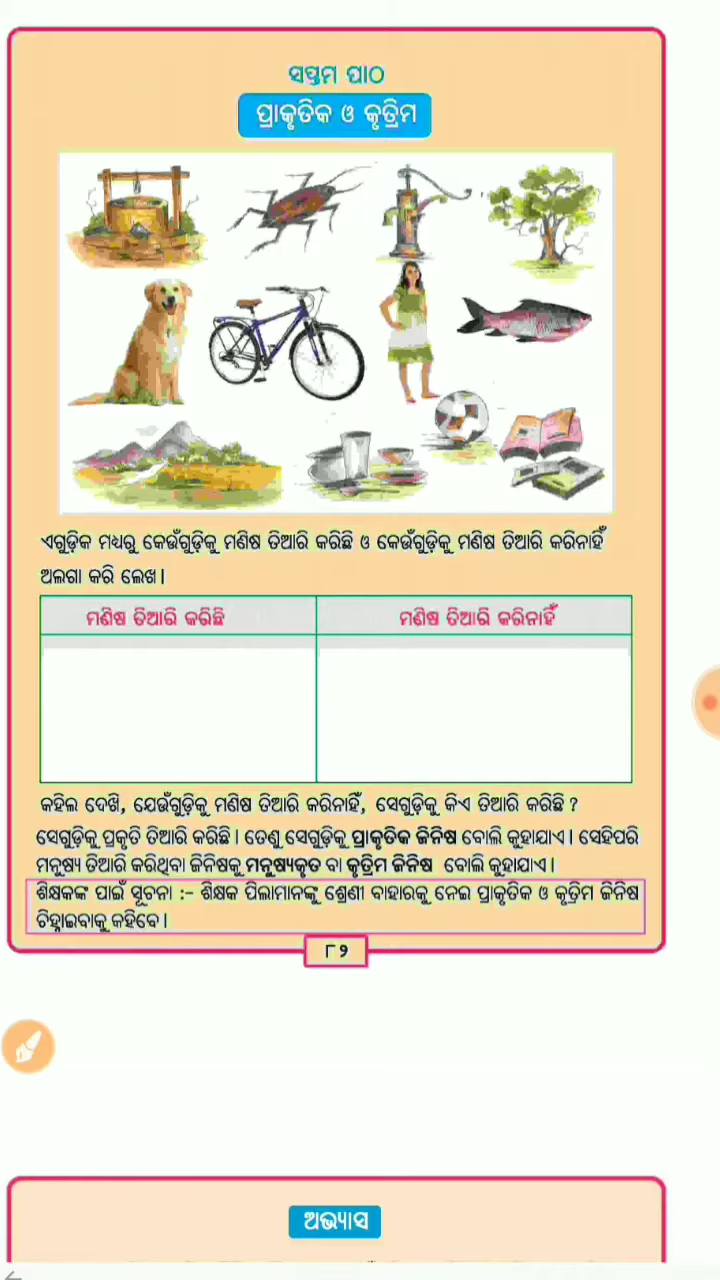 ସପ୍ତମ ପାଠ
ପ୍ରାକୃତିକ ଓ କୃତ୍ରିମ
ଏଗୁଡ଼ିକ ମଧ୍ୟରୁ କେଉଁଗୁଡ଼ିକୁ ମଣିଷ ତିଆରି କରିଛି ଓ କେଉଁଗୁଡ଼ିକୁ ମଣିଷ ତିଆରି କରିନାହିଁ
ଅଲଗା କରି ଲେଖ।
ମଣିଷ ତିଆରି କରିଛି ମଣିଷ ତିଆରି କରିନାହିଁ
କହିଲ ଦେଖି, ଯେଉଁଗୁଡ଼ିକୁ ମଣିଷ ତିଆରି କରିନାହିଁ, ସେଗୁଡ଼ିକୁ କିଏ ତିଆରି କରିଛି ?
ସେଗୁଡ଼ିକୁ ପ୍ରକୃତି ତିଆରି କରିଛି। ତେଣୁ ସେଗୁଡ଼ିକୁ ପ୍ରାକୃତିକ ଜିନିଷ ବୋଲି କୁହାଯାଏ। ସେହିପରି
ମନୁଷ୍ୟ ତିଆରି କରିଥିବା ଜିନିଷକୁ ମନୁଷ୍ୟକୃତ ବା କୃତ୍ରିମ ଜିନିଷ ବୋଲି କୁହାଯାଏ।
ଶିକ୍ଷକଙ୍କ ପାଇଁ ସୂଚନା :- ଶିକ୍ଷକ ପିଲାମାନଙ୍କୁ ଶ୍ରେଣୀ ବାହାରକୁ ନେଇ ପ୍ରାକୃତିକ ଓ କୃତ୍ରିମ ଜିନିଷ
ଚିହ୍ନାଇବାକୁ କହିବେ।
୮୨
ଅଭ୍ୟାସ